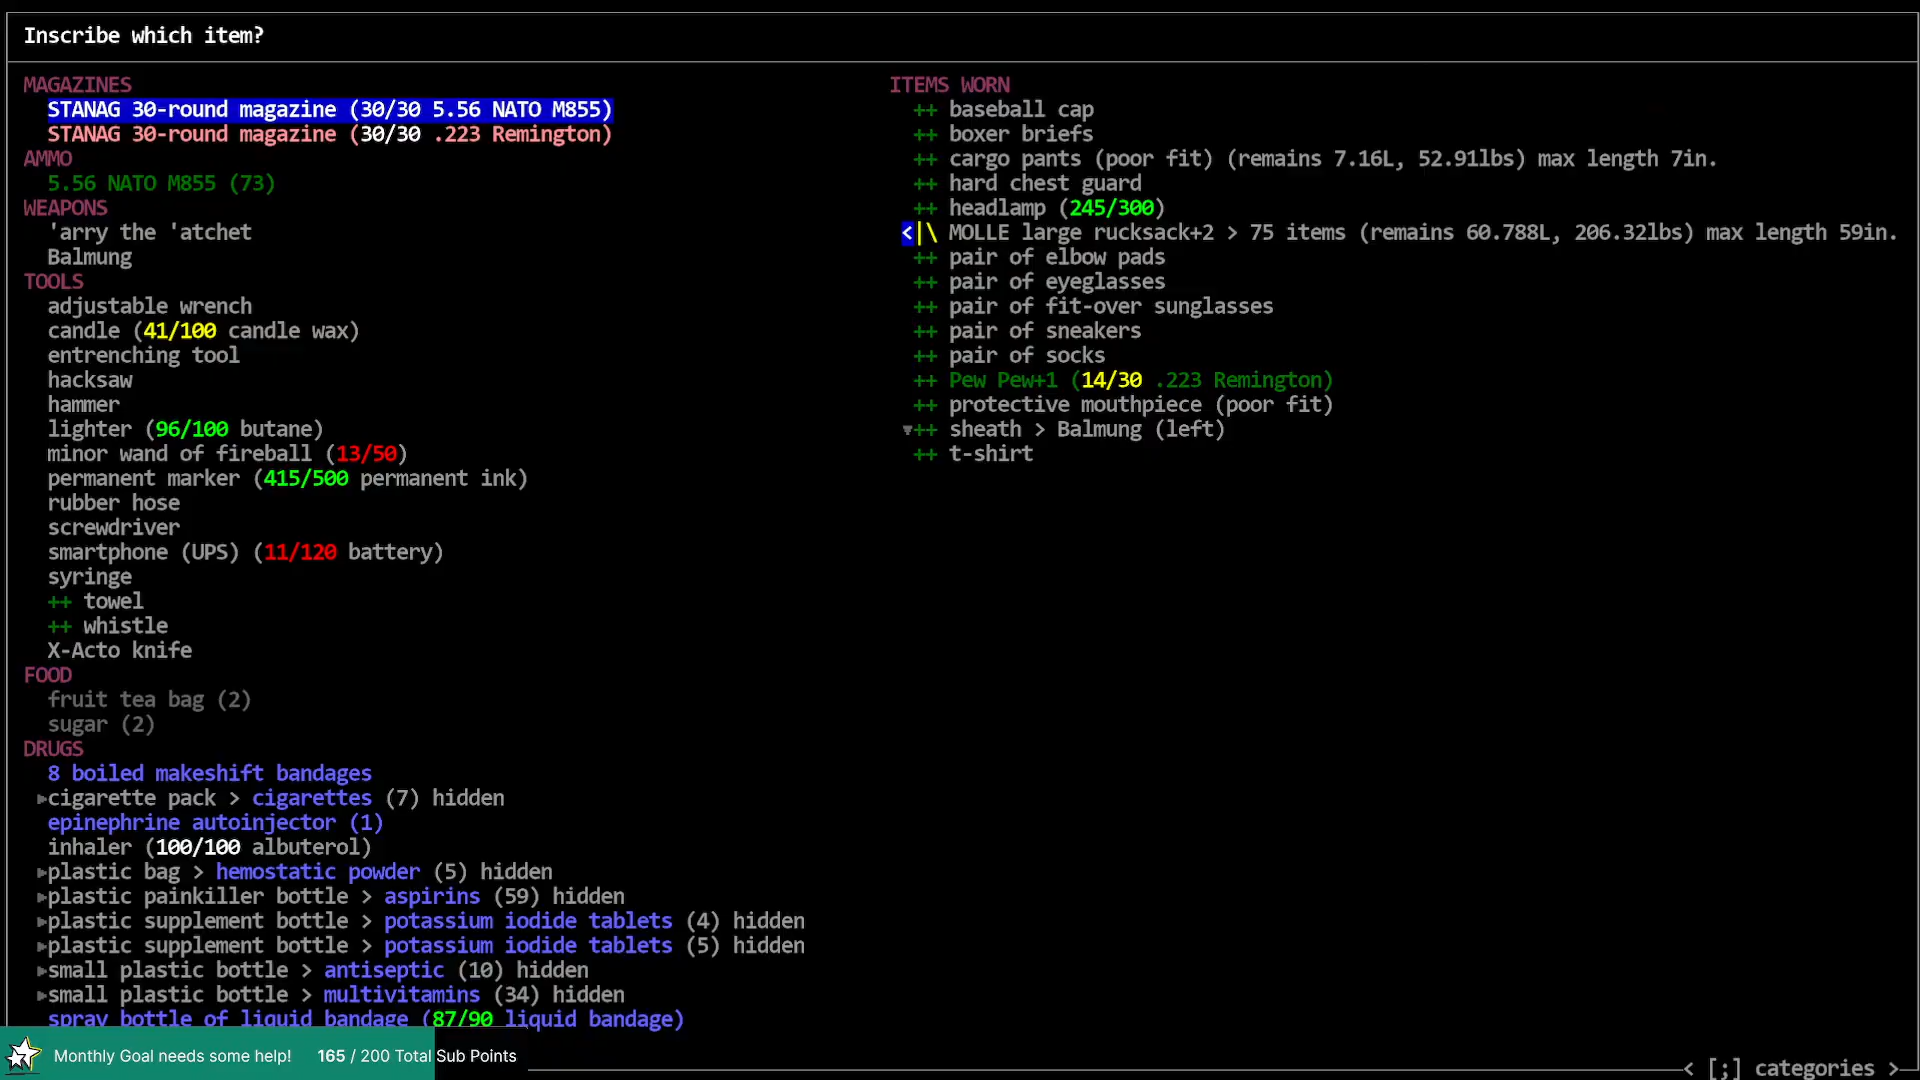 Inscribe which item?
MAGAZINES
STANAG 30-round magazine (30/30 5.56 NATO M855)
STANAG 30-round magazine (30/30 .223 Remington)
AMMO
5.56 NATO M855 (73)
WEAPONS
'arry the 'atchet
Balmung
TOOLS
adjustable wrench
candle (41/100 candle wax)
entrenching tool
hacksaw
hammer
lighter (96/100 butane)
minor wand of fireball (13/50)
permanent marker (415/500 permanent ink)
rubber hose
screwdriver
smartphone (UPS) (11/120 battery)
syringe
++ towel
++ whistle
X-Acto knife
FOOD
fruit tea bag (2)
sugar (2)
DRUGS
8 boiled makeshift bandages
▸cigarette pack > cigarettes (7) hidden
epinephrine autoinjector (1)
inhaler (100/100 albuterol)
▸plastic bag > hemostatic powder (5) hidden
▸plastic painkiller bottle > aspirins (59) hidden
▸plastic supplement bottle > potassium iodide tablets (4) hidden
▸plastic supplement bottle > potassium iodide tablets (5) hidden
▸small plastic bottle > antiseptic (10) hidden
▸small plastic bottle > multivitamins (34) hidden
spray bottle of liquid bandage (87/90 liquid bandage)
ITEMS WORN
++ baseball cap
++ boxer briefs
++ cargo pants (poor fit) (remains 7.16L, 52.91lbs) max length 7in.
++ hard chest guard
++ headlamp (245/300)
<|\ MOLLE large rucksack+2 > 75 items (remains 60.788L, 206.32lbs) max length 59in.
++ pair of elbow pads
++ pair of eyeglasses
++ pair of fit-over sunglasses
++ pair of sneakers
++ pair of socks
++ Pew Pew+1 (14/30 .223 Remington)
++ protective mouthpiece (poor fit)
▾++ sheath > Balmung (left)
++ t-shirt
Monthly Goal needs some help! 165 / 200 Total Sub Points
< [;] categories >